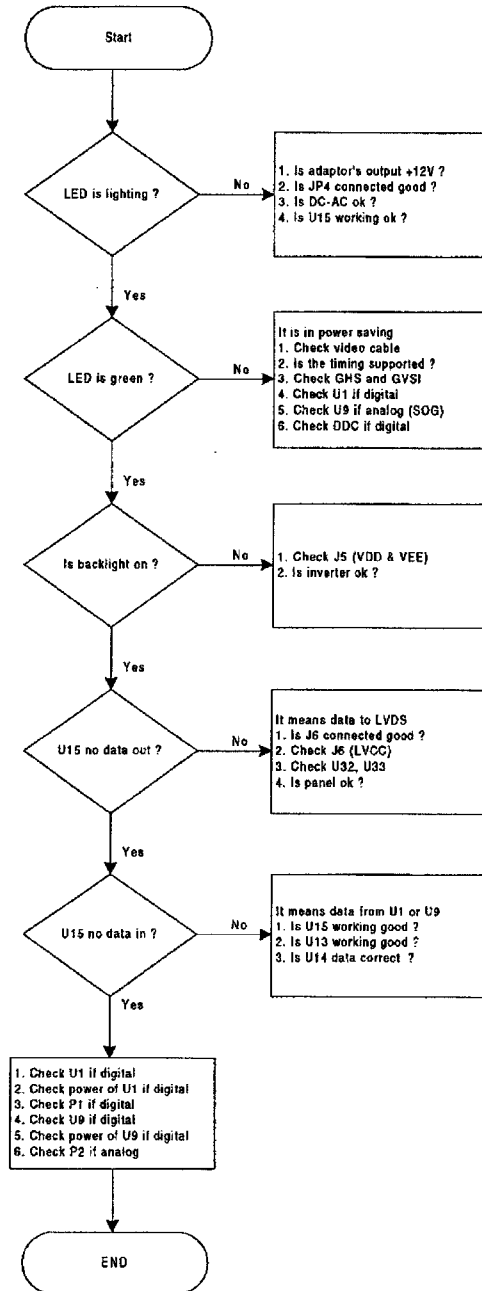 Start
LED is lighting ?
No
1. Is adaptor's output +12V ?
2. Is JP4 connected good ?
3. Is DC-AC ok ?
4. Is U15 working ok ?
Yes
LED is green ?
No
It is in power saving
1. Check video cable
2. Is the timing supported ?
3. Check GHS and GVSI
4. Check U1 if digital
5. Check U9 if analog (SOG)
6. Check DDC if digital
Yes
Is backlight on ?
No
1. Check J5 (VDD & VEE)
2. Is inverter ok ?
Yes
U15 no data out ?
No
It means data to LVDS
1. Is J6 connected good ?
2. Check J6 (LVCC)
3. Check U32, U33
4. Is panel ok ?
Yes
U15 no data in ?
No
It means data from U1 or U9
1. Is U15 working good ?
2. Is U13 working good ?
3. Is U14 data correct ?
Yes
1. Check U1 if digital
2. Check power of U1 if digital
3. Check P1 if digital
4. Check U9 if digital
5. Check power of U9 if digital
6. Check P2 if analog
END